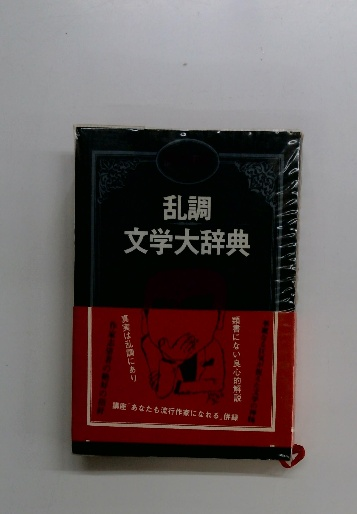 乱調
文学大辞典
類書にない良心的解説
真実は乱調にあり
講座「あなたも流行作家になれる」併録